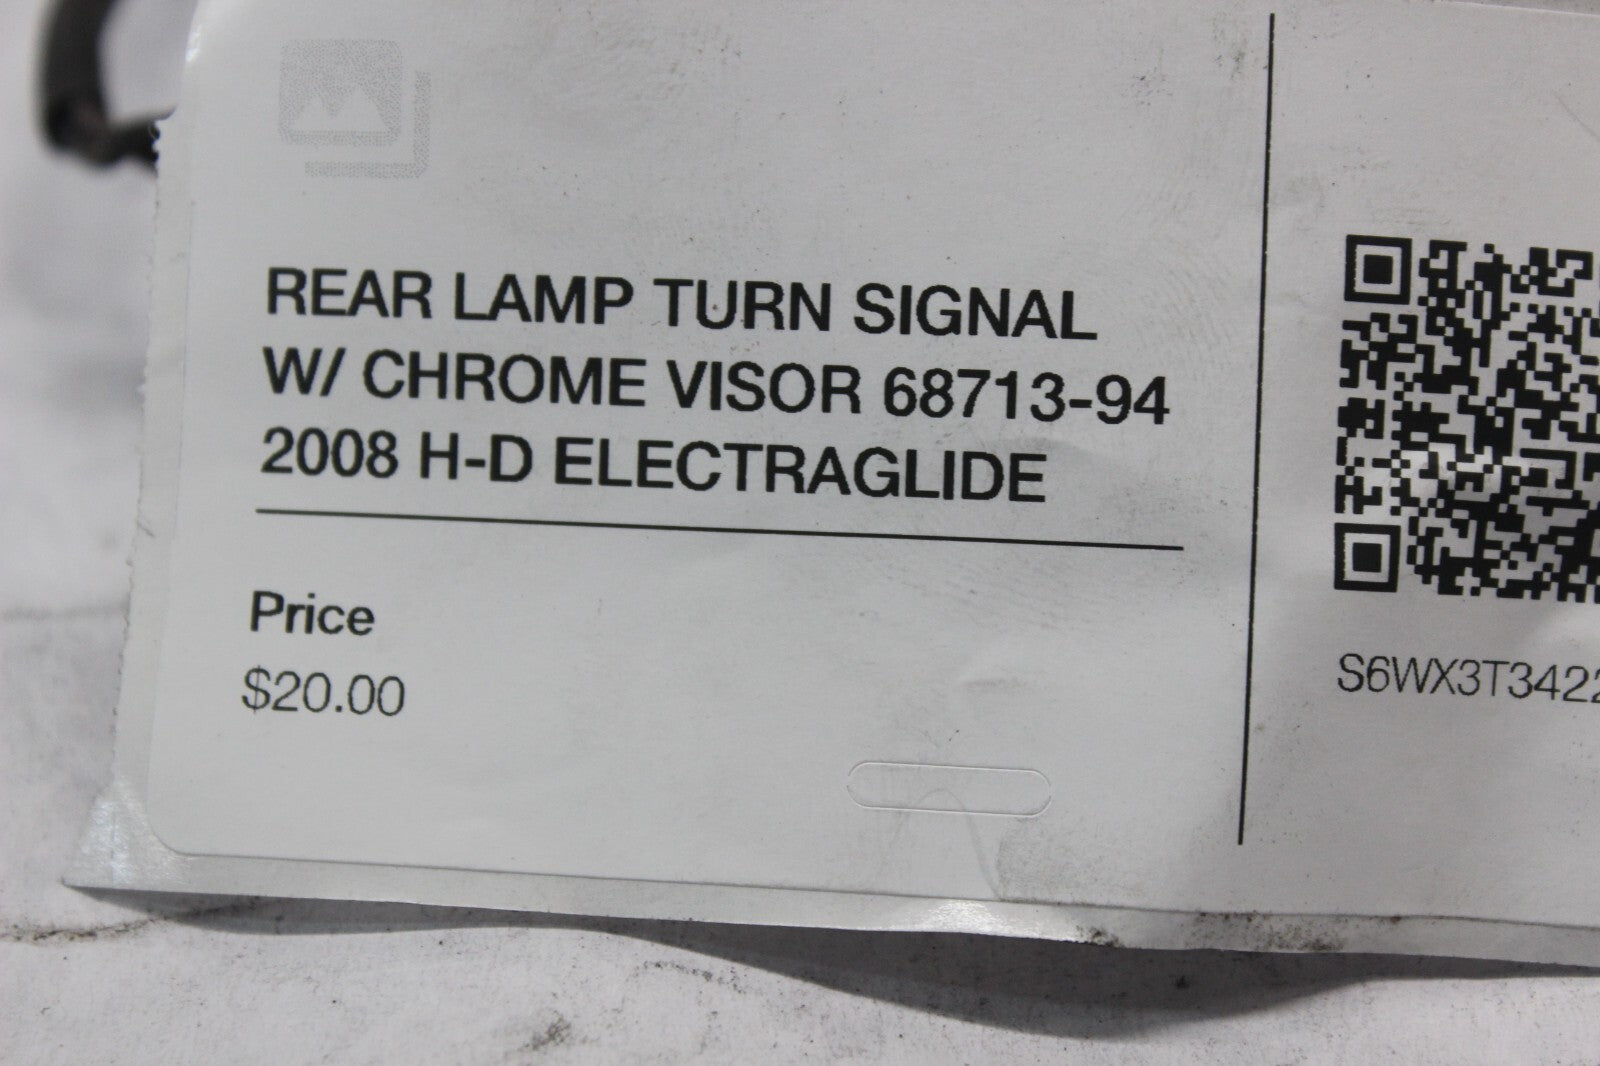 REAR LAMP TURN SIGNAL
W/ CHROME VISOR 68713-94
2008 H-D ELECTRAGLIDE
Price
$20.00
S6WX3T3422